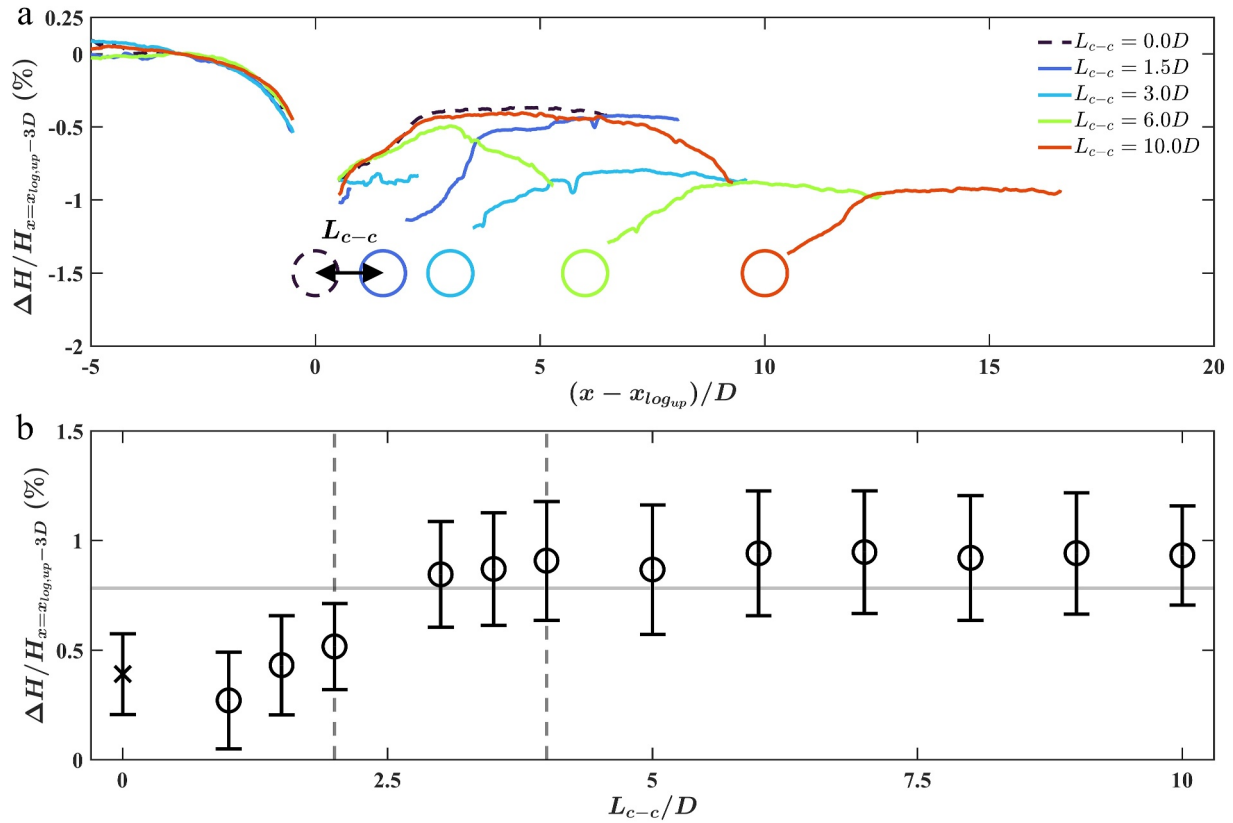 a
0.25
0
-0.5
-1
-1.5
-2
ΔH/H_{x=x_{log,up}-3D} (%)
L_{c-c} = 0.0D
L_{c-c} = 1.5D
L_{c-c} = 3.0D
L_{c-c} = 6.0D
L_{c-c} = 10.0D
L_{c-c}
-5 0 5 10 15 20
(x - x_{log_{up}})/D
b
1.5
1
0.5
0
ΔH/H_{x=x_{log,up}-3D} (%)
0 2.5 5 7.5 10
L_{c-c}/D